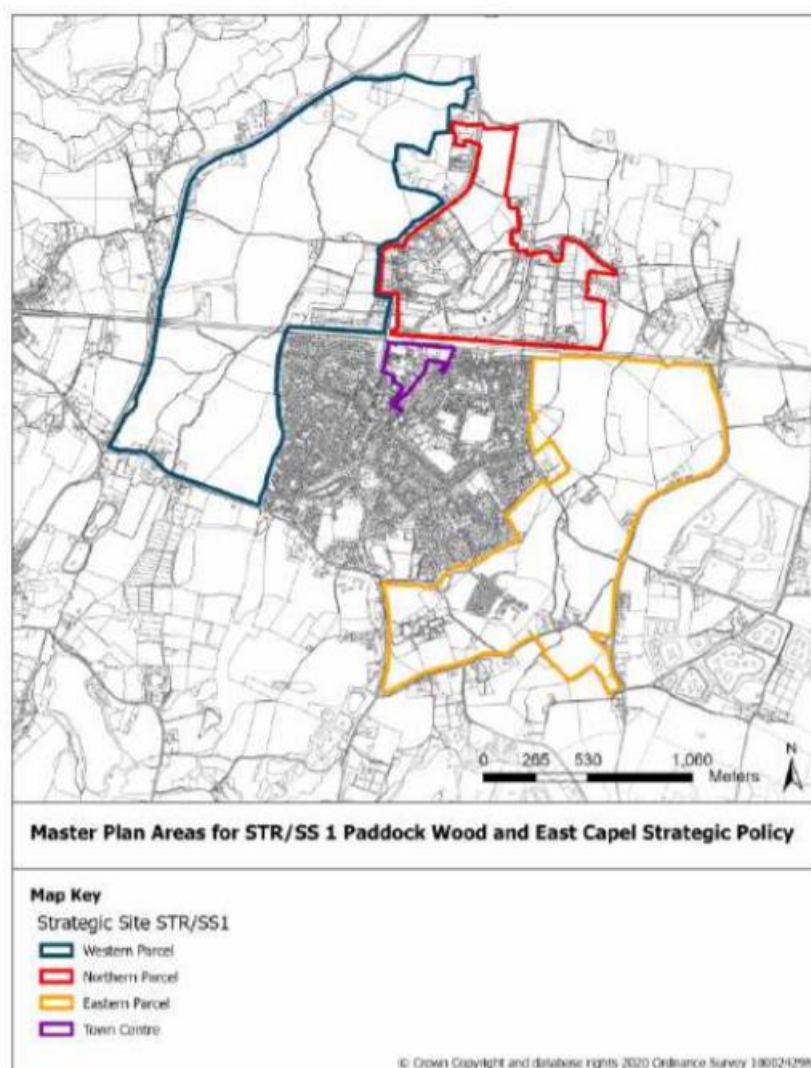 0 265 530 1,060
Meters
N
Master Plan Areas for STR/SS 1 Paddock Wood and East Capel Strategic Policy
Map Key
Strategic Site STR/SS1
Western Parcel
Northern Parcel
Eastern Parcel
Town Centre
© Crown Copyright and database rights 2020 Ordnance Survey 100024298